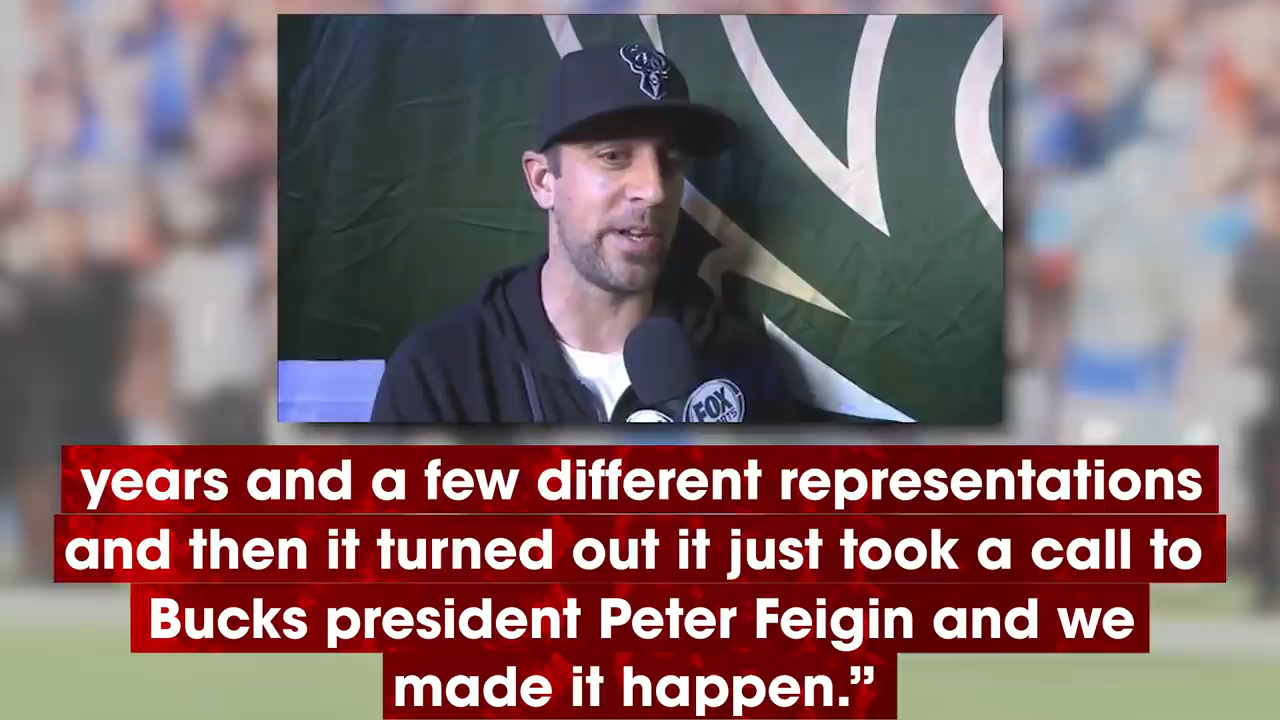 FOX
SPORTS
years and a few different representations
and then it turned out it just took a call to
Bucks president Peter Feigin and we
made it happen.”